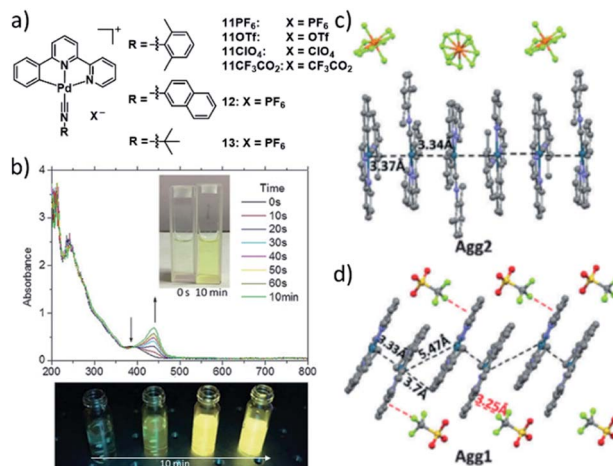 a)
11PF₆: X = PF₆
11OTf: X = OTf
11ClO₄: X = ClO₄
11CF₃CO₂: X = CF₃CO₂
R =
N
N
Pd
C
N
R
+
X⁻
R =
12: X = PF₆
R =
13: X = PF₆
b)
Absorbance
4
3
2
1
0
200 300 400 500 600 700 800
0s 10 min
Time
0s
10s
20s
30s
40s
50s
60s
10min
10 min
c)
3.37Å
3.34Å
Agg2
d)
3.33Å
5.47Å
3.7Å
3.25Å
Agg1